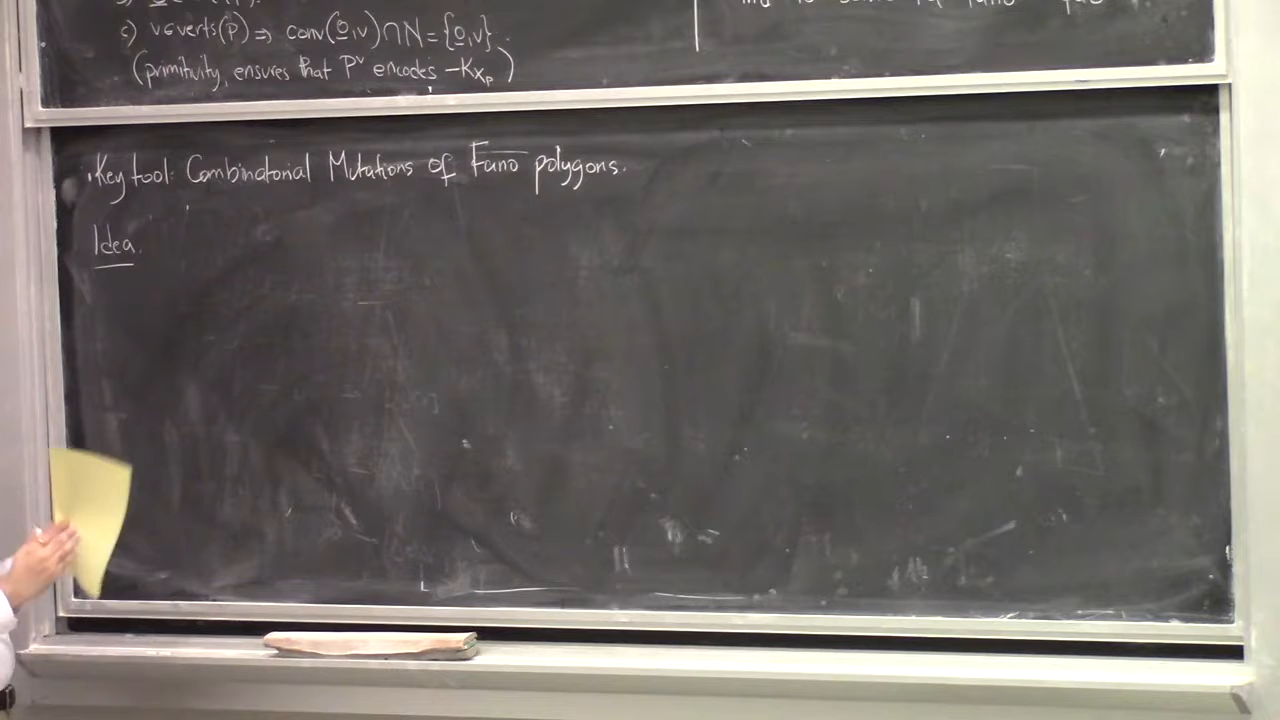 c) v∈verts(P) ⇒ conv(0,v)∩N={0,v}.
(primitivity, ensures that P^v encodes -K_{X_P})
Key tool: Combinatorial Mutations of Fano polygons.
Idea.